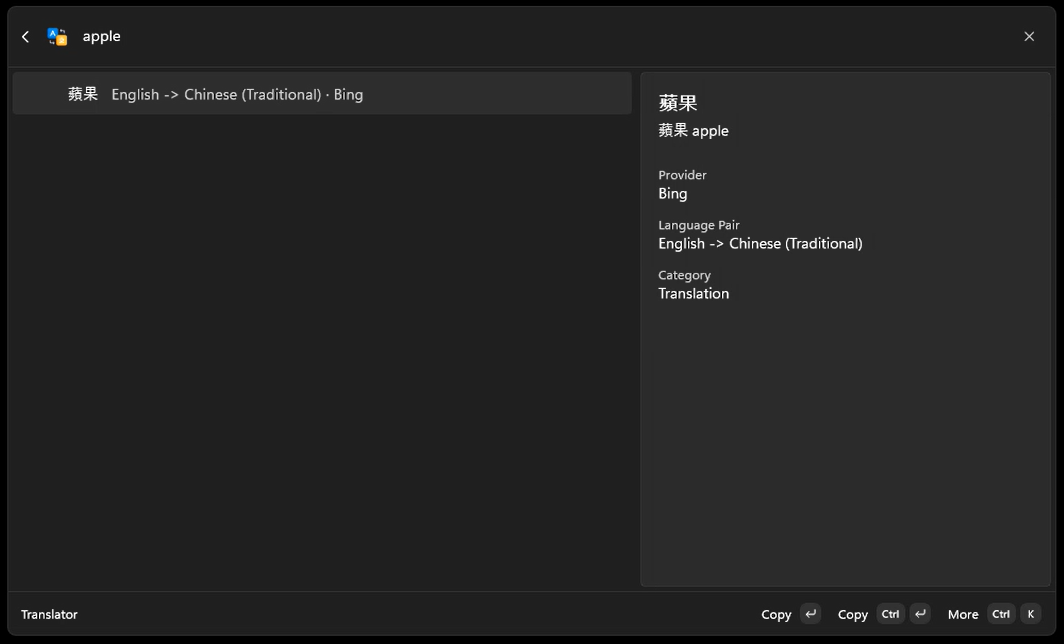 apple
蘋果 English -> Chinese (Traditional) · Bing
蘋果
蘋果 apple
Provider
Bing
Language Pair
English -> Chinese (Traditional)
Category
Translation
Translator
Copy Copy Ctrl More Ctrl K